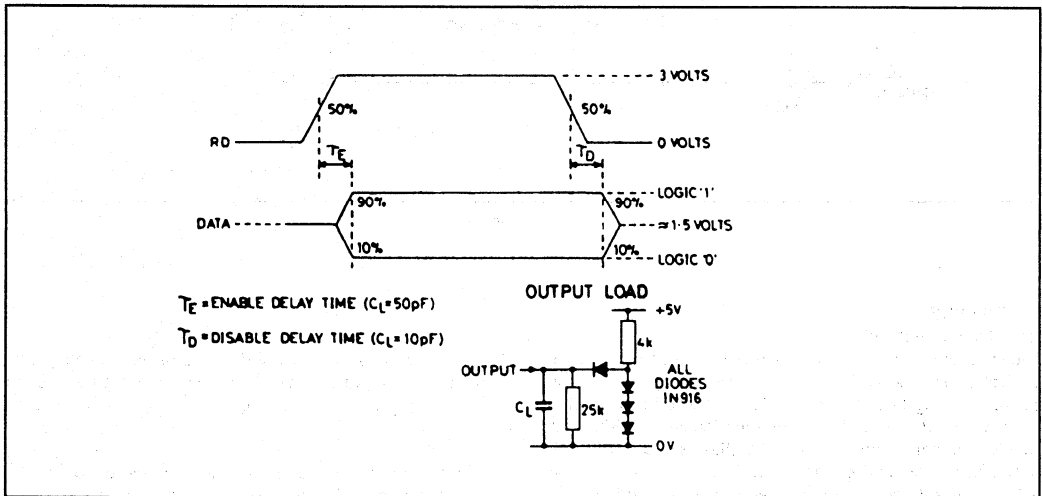 3 VOLTS
50%
50%
RD
0 VOLTS
TE
TD
LOGIC '1'
90%
90%
DATA
≈1·5 VOLTS
10%
10%
LOGIC '0'
OUTPUT LOAD
TE = ENABLE DELAY TIME (CL=50pF)
+5V
TD = DISABLE DELAY TIME (CL=10pF)
4k
OUTPUT
ALL
DIODES
IN916
CL
25k
0V